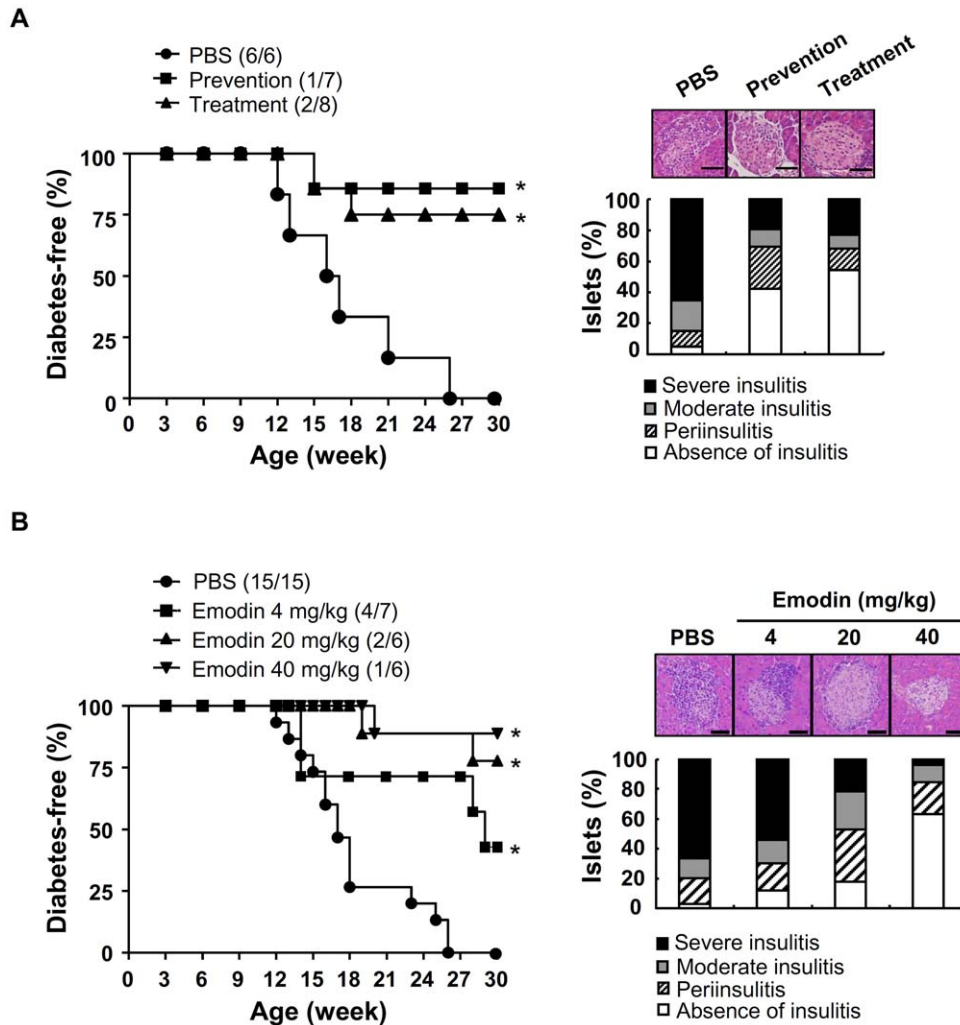 A
PBS (6/6)
Prevention (1/7)
Treatment (2/8)
100
75
50
25
0
Diabetes-free (%)
*
*
0 3 6 9 12 15 18 21 24 27 30
Age (week)
PBS Prevention Treatment
100
80
60
40
20
0
Islets (%)
Severe insulitis
Moderate insulitis
Periinsulitis
Absence of insulitis
B
PBS (15/15)
Emodin 4 mg/kg (4/7)
Emodin 20 mg/kg (2/6)
Emodin 40 mg/kg (1/6)
100
75
50
25
0
Diabetes-free (%)
*
*
*
0 3 6 9 12 15 18 21 24 27 30
Age (week)
Emodin (mg/kg)
PBS 4 20 40
100
80
60
40
20
0
Islets (%)
Severe insulitis
Moderate insulitis
Periinsulitis
Absence of insulitis